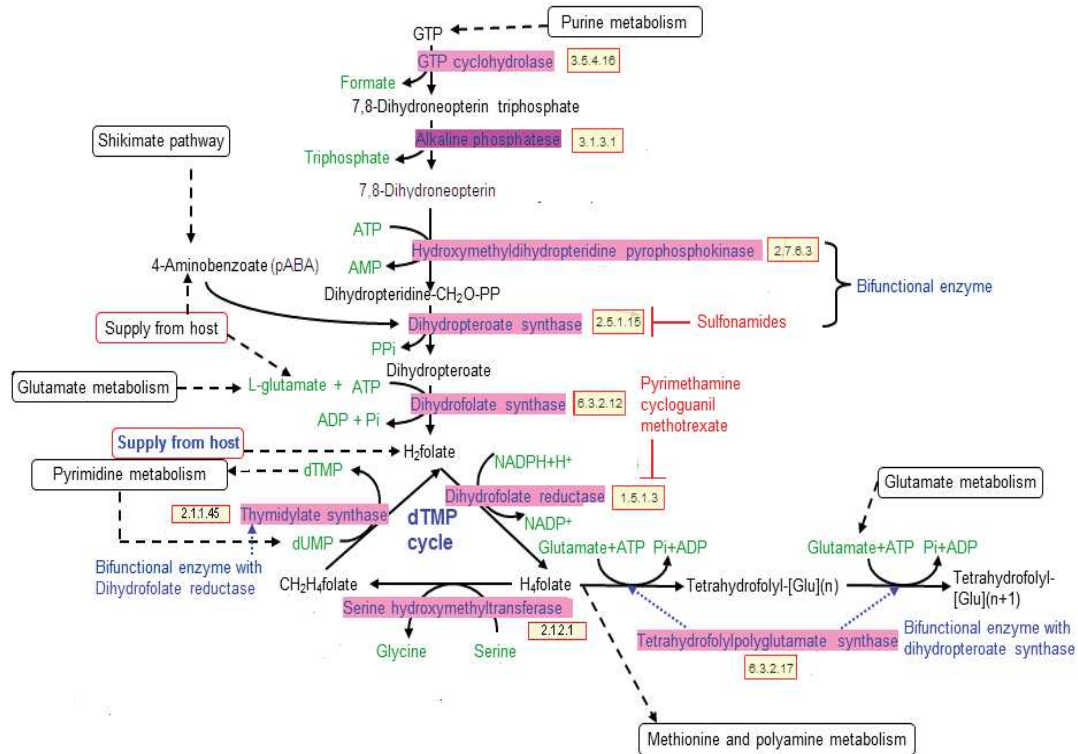 Purine metabolism
GTP
GTP cyclohydrolase
3.5.4.16
Formate
7,8-Dihydroneopterin triphosphate
Shikimate pathway
Alkaline phosphatese
3.1.3.1
Triphosphate
7,8-Dihydroneopterin
ATP
Hydroxymethyldihydropteridine pyrophosphokinase
2.7.6.3
4-Aminobenzoate (pABA)
AMP
Bifunctional enzyme
Dihydropteridine-CH₂O-PP
Supply from host
Dihydropteroate synthase
2.5.1.15
Sulfonamides
PPi
Dihydropteroate
Glutamate metabolism
L-glutamate + ATP
Dihydrofolate synthase
6.3.2.12
Pyrimethamine
cycloguanil
methotrexate
ADP + Pi
Supply from host
H₂folate
Pyrimidine metabolism
dTMP
NADPH+H⁺
Glutamate metabolism
2.1.1.45
Thymidylate synthase
dTMP
cycle
Dihydrofolate reductase
1.5.1.3
NADP⁺
dUMP
Glutamate+ATP Pi+ADP
Glutamate+ATP Pi+ADP
Bifunctional enzyme with
Dihydrofolate reductase
CH₂H4folate
H₄folate
Tetrahydrofolyl-[Glu](n)
Tetrahydrofolyl-
[Glu](n+1)
Serine hydroxymethyltransferase
2.1.2.1
Glycine
Serine
Tetrahydrofolylpolyglutamate synthase
6.3.2.17
Bifunctional enzyme with
dihydropteroate synthase
Methionine and polyamine metabolism